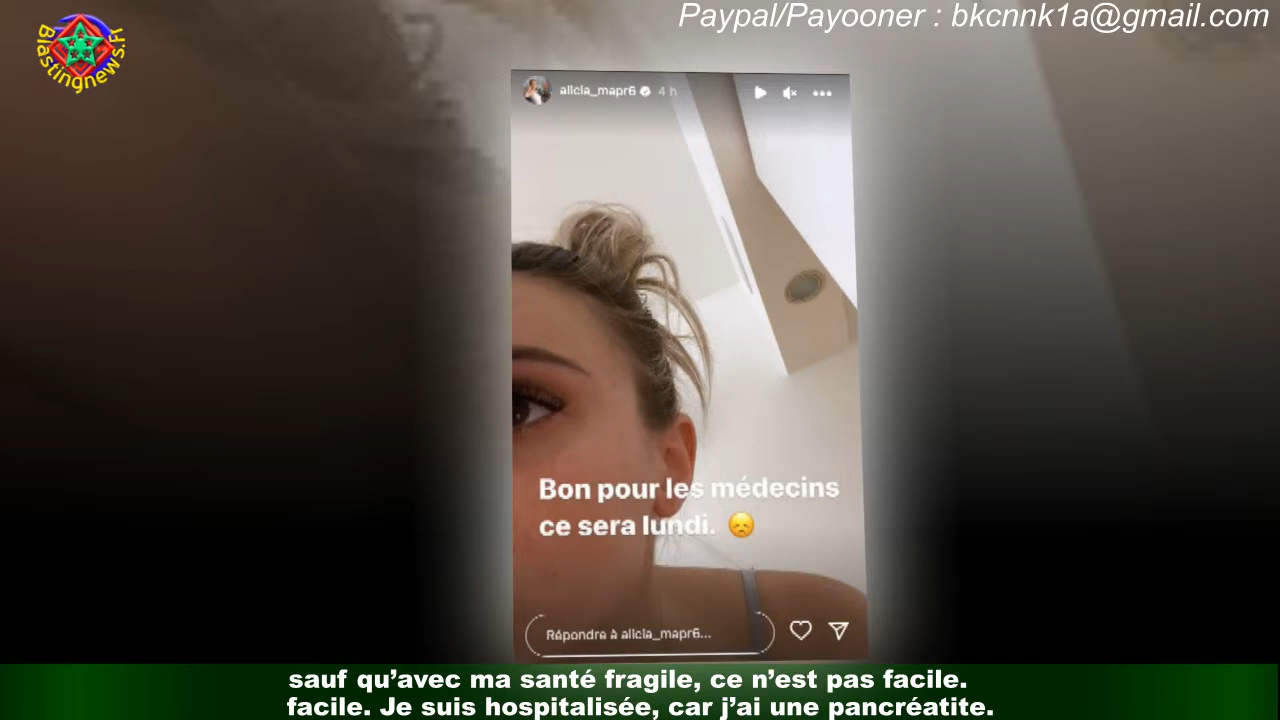 Paypal/Payooner : bkcnnk1a@gmail.com
Blastingnews.Fr
alicia_mapr6 4 h
Bon pour les médecins
ce sera lundi. 😞
Répondre à alicia_mapr6...
sauf qu’avec ma santé fragile, ce n’est pas facile.
facile. Je suis hospitalisée, car j’ai une pancréatite.